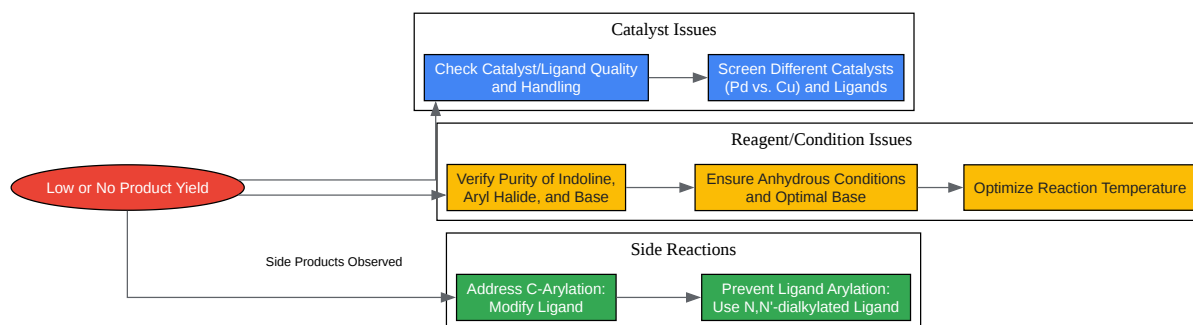 Catalyst Issues
Check Catalyst/Ligand Quality
and Handling
Screen Different Catalysts
(Pd vs. Cu) and Ligands
Reagent/Condition Issues
Low or No Product Yield
Verify Purity of Indoline,
Aryl Halide, and Base
Ensure Anhydrous Conditions
and Optimal Base
Optimize Reaction Temperature
Side Reactions
Side Products Observed
Address C-Arylation:
Modify Ligand
Prevent Ligand Arylation:
Use N,N'-dialkylated Ligand